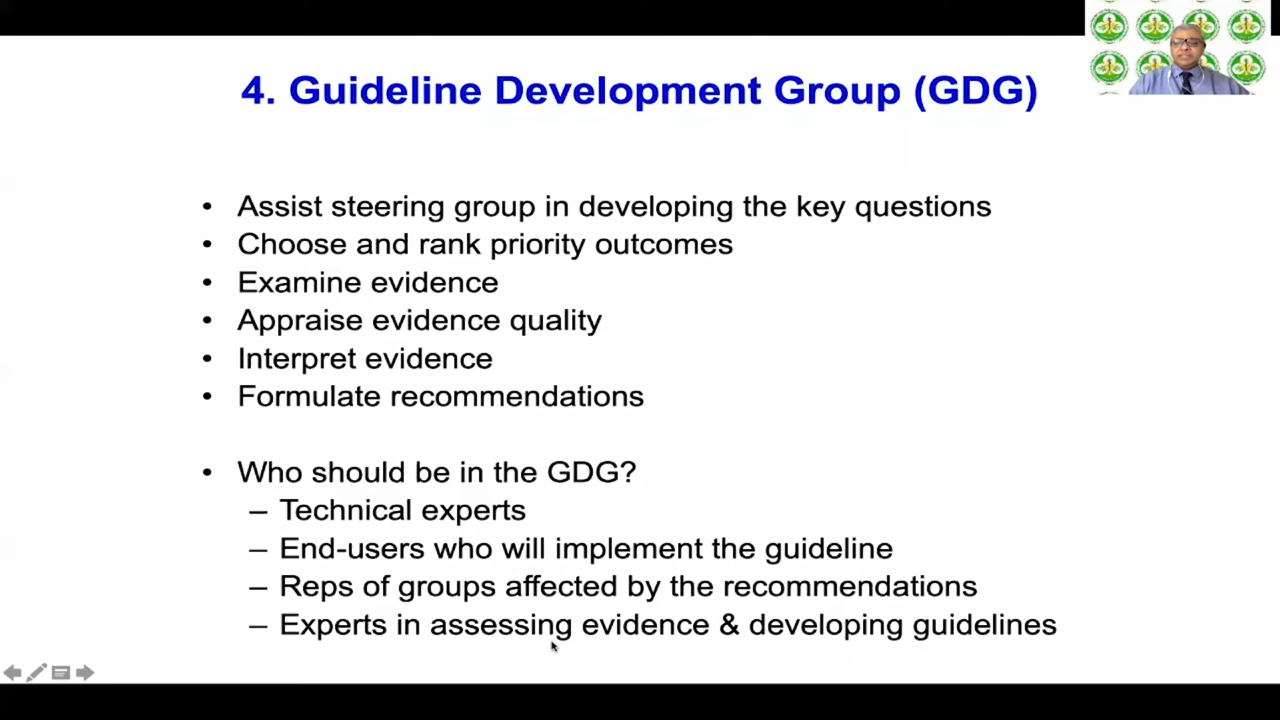 4. Guideline Development Group (GDG)
• Assist steering group in developing the key questions
• Choose and rank priority outcomes
• Examine evidence
• Appraise evidence quality
• Interpret evidence
• Formulate recommendations
• Who should be in the GDG?
– Technical experts
– End-users who will implement the guideline
– Reps of groups affected by the recommendations
– Experts in assessing evidence & developing guidelines